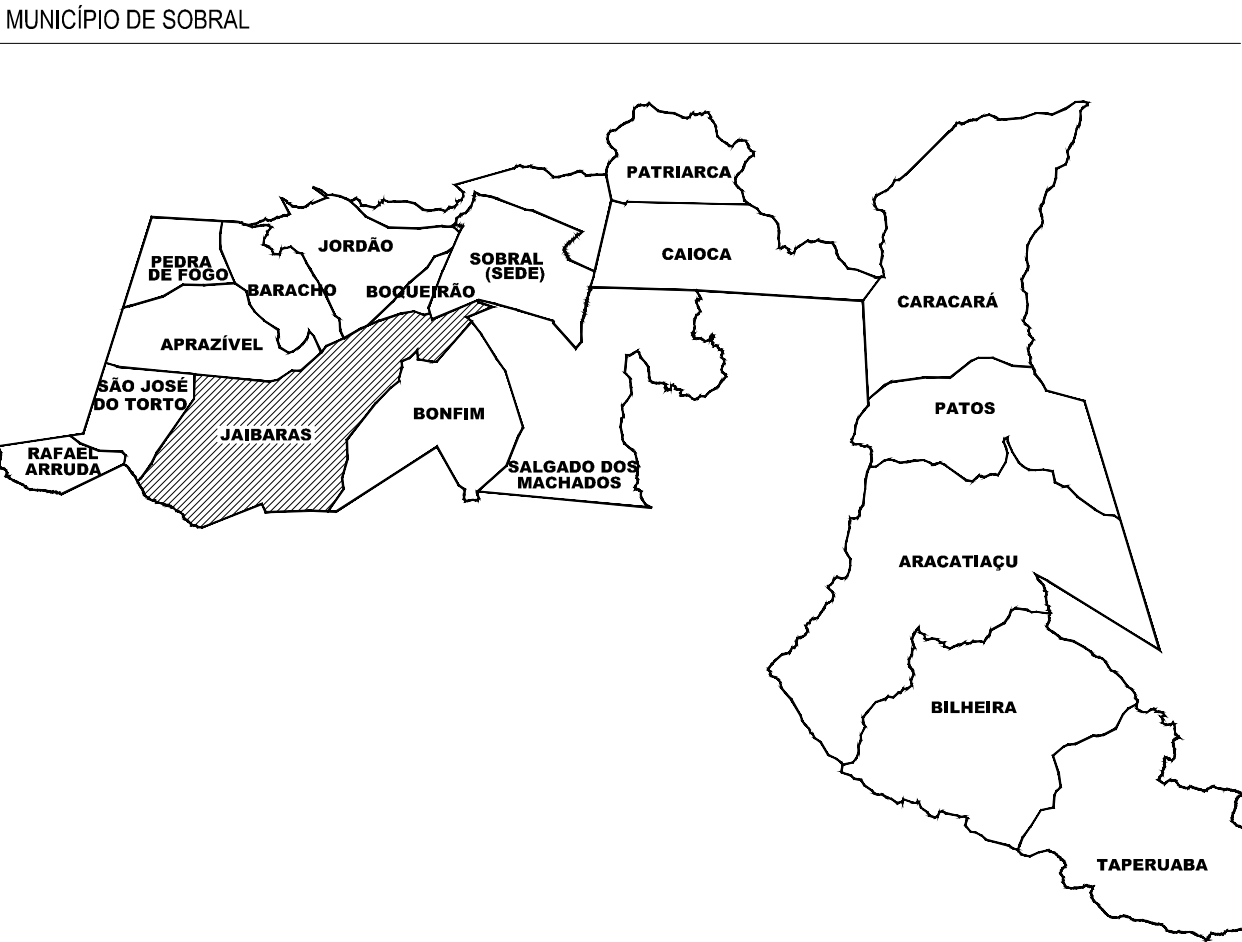 MUNICÍPIO DE SOBRAL
PATRIARCA
JORDÃO
CAIOCA
PEDRA
DE FOGO
SOBRAL
(SEDE)
BARACHO
BOQUEIRÃO
CARACARÁ
APRAZÍVEL
SÃO JOSÉ
DO TORTO
PATOS
BONFIM
JAIBARAS
RAFAEL
ARRUDA
SALGADO DOS
MACHADOS
ARACATIAÇU
BILHEIRA
TAPERUABA